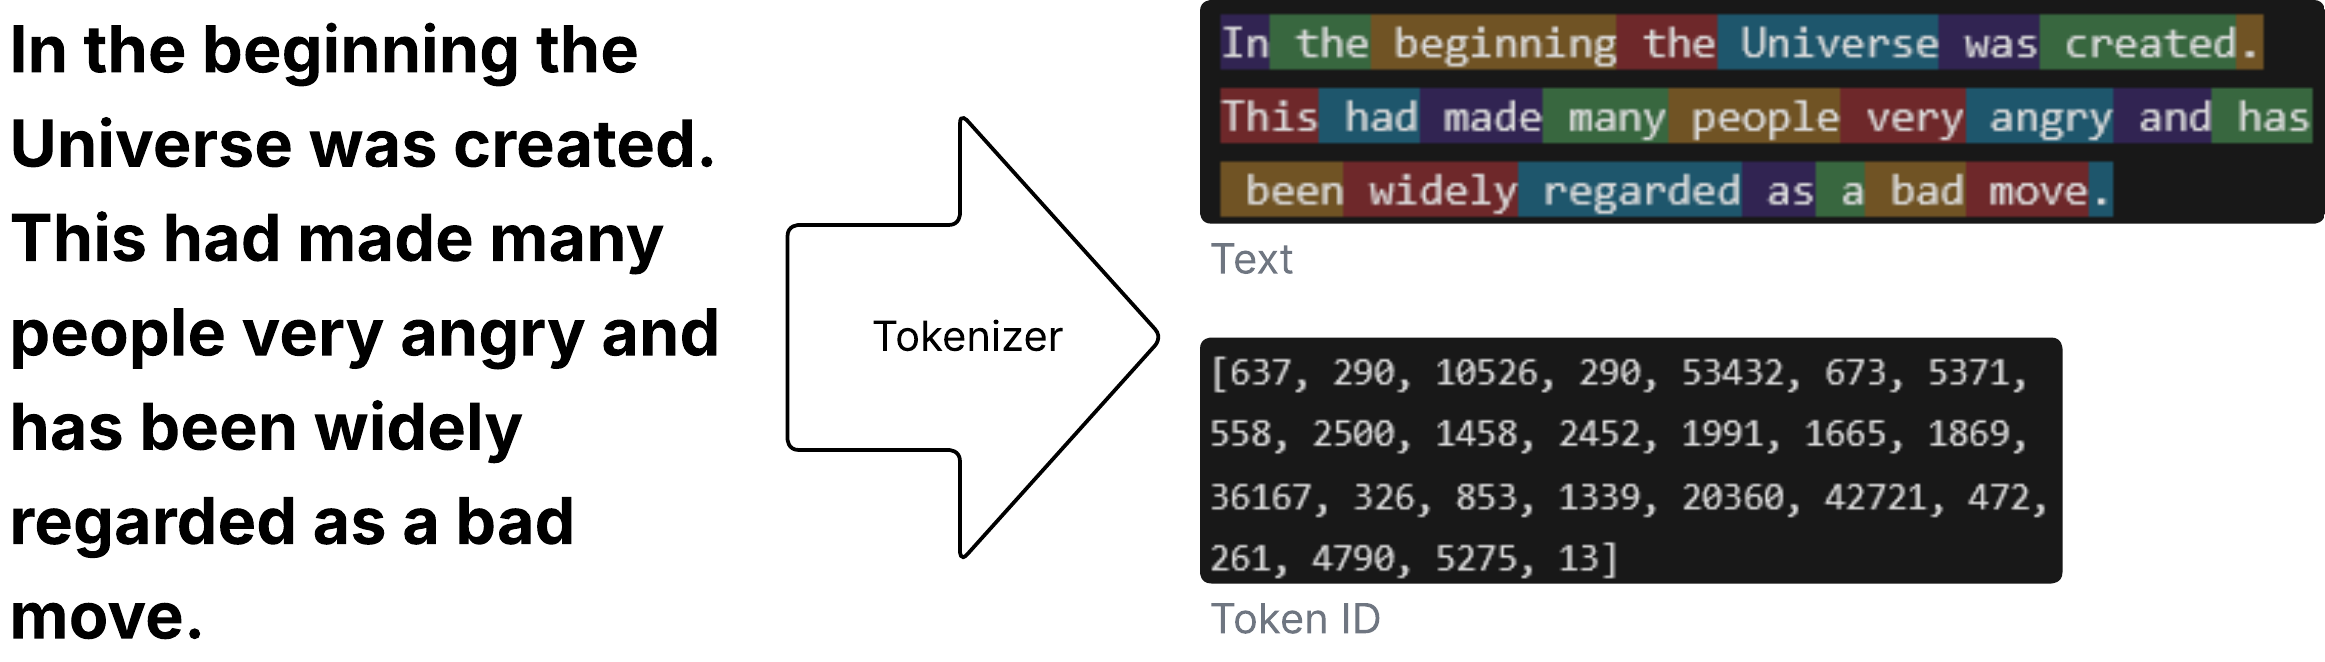 In the beginning the
Universe was created.
This had made many
people very angry and
has been widely
regarded as a bad
move.
Tokenizer
In the beginning the Universe was created.
This had made many people very angry and has
been widely regarded as a bad move.
Text
[637, 290, 10526, 290, 53432, 673, 5371,
558, 2500, 1458, 2452, 1991, 1665, 1869,
36167, 326, 853, 1339, 20360, 42721, 472,
261, 4790, 5275, 13]
Token ID